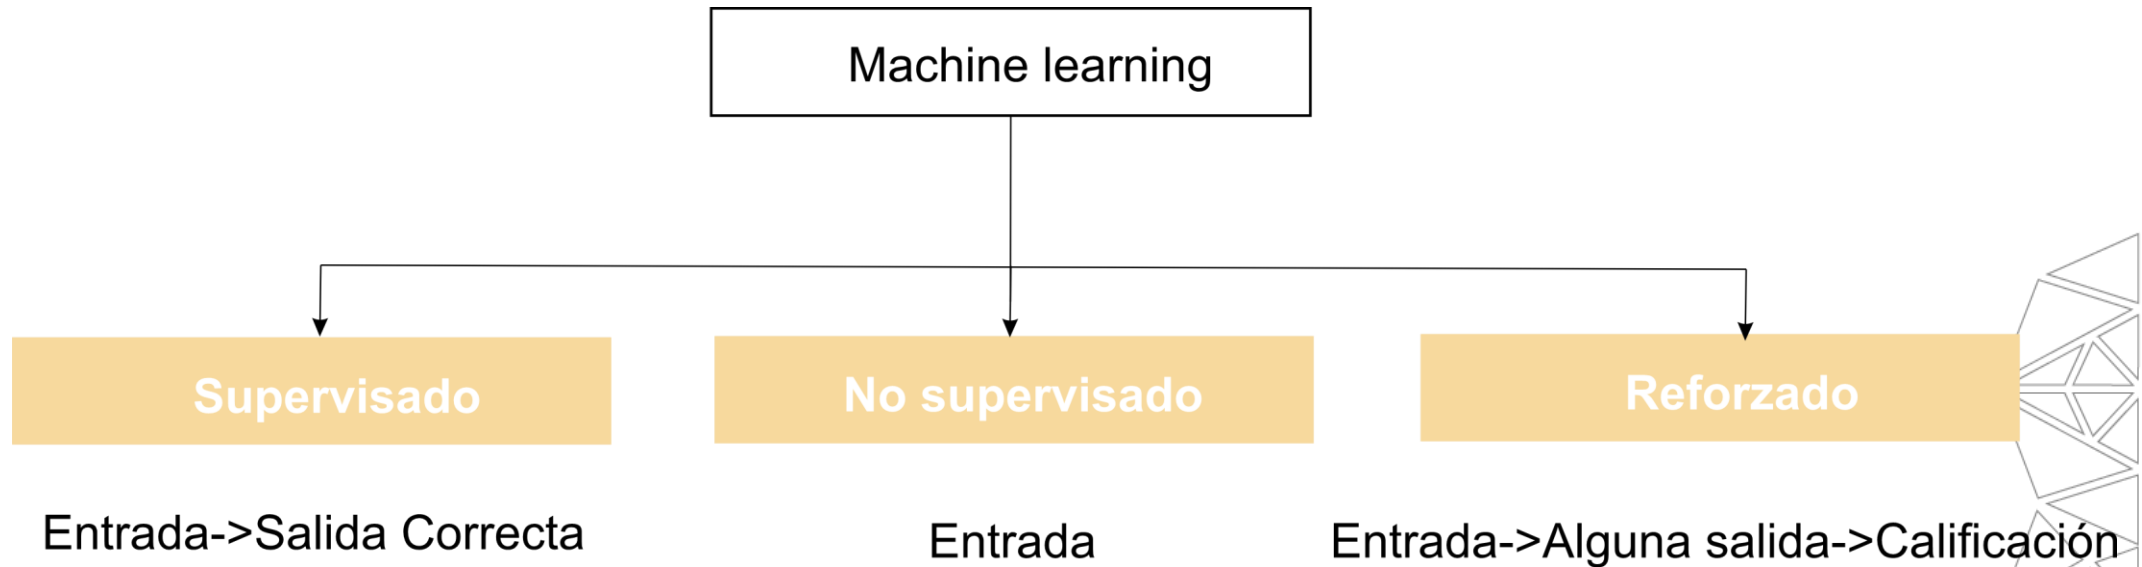 Machine learning
Supervisado
No supervisado
Reforzado
Entrada->Salida Correcta
Entrada
Entrada->Alguna salida->Calificación